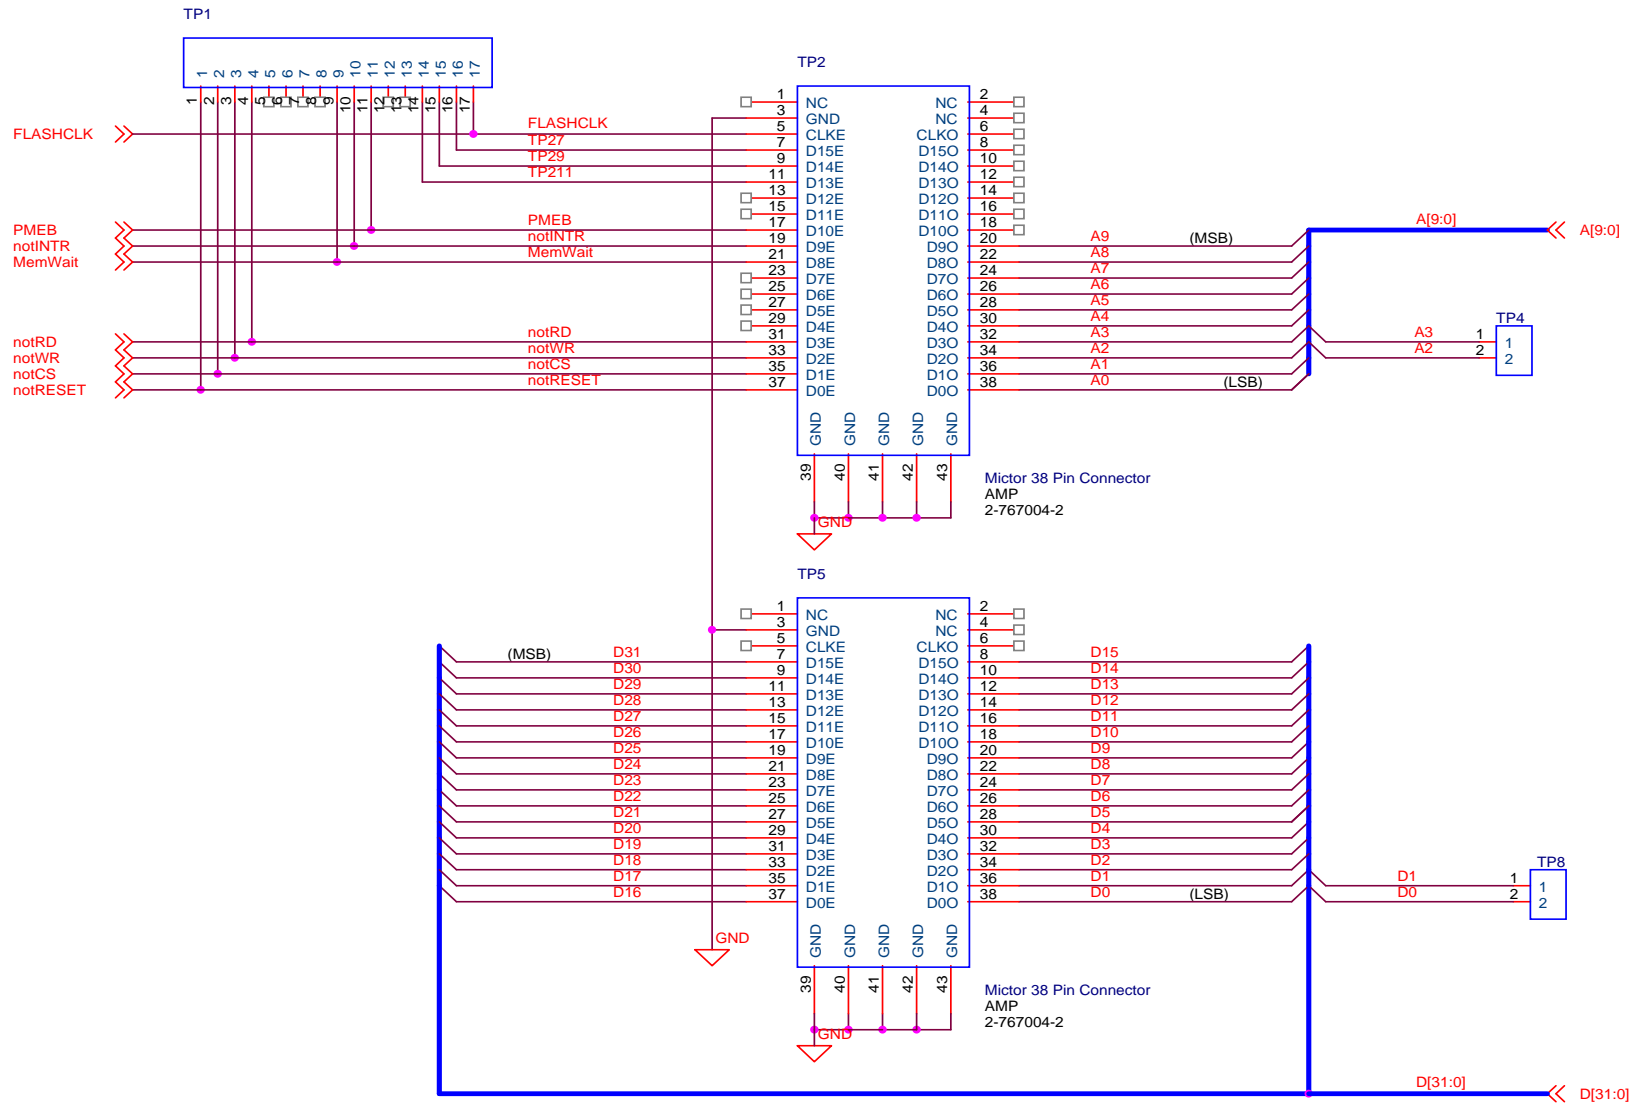 TP1
1 2 3 4 5 6 7 8 9 10 11 12 13 14 15 16 17
1 2 3 4 5 6 7 8 9 10 11 12 13 14 15 16 17
TP2
FLASHCLK FLASHCLK
TP27
TP29
TP211
PMEB PMEB
notINTR notINTR
MemWait MemWait
notRD notRD
notWR notWR
notCS notCS
notRESET notRESET
1 NC NC 2
3 GND NC 4
5 CLKE CLKO 6
7 D15E D15O 8
9 D14E D14O 10
11 D13E D13O 12
13 D12E D12O 14
15 D11E D11O 16
17 D10E D10O 18
19 D9E D9O 20 A9 (MSB)
21 D8E D8O 22 A8
23 D7E D7O 24 A7
25 D6E D6O 26 A6
27 D5E D5O 28 A5
29 D4E D4O 30 A4
31 D3E D3O 32 A3
33 D2E D2O 34 A2
35 D1E D1O 36 A1
37 D0E D0O 38 A0 (LSB)
GND GND GND GND GND
39 40 41 42 43
GND
Mictor 38 Pin Connector
AMP
2-767004-2
A[9:0] A[9:0]
TP4
A3 1 1
A2 2 2
TP5
1 NC NC 2
3 GND NC 4
5 CLKE CLKO 6
(MSB) D31 7 D15E D15O 8 D15
D30 9 D14E D14O 10 D14
D29 11 D13E D13O 12 D13
D28 13 D12E D12O 14 D12
D27 15 D11E D11O 16 D11
D26 17 D10E D10O 18 D10
D25 19 D9E D9O 20 D9
D24 21 D8E D8O 22 D8
D23 23 D7E D7O 24 D7
D22 25 D6E D6O 26 D6
D21 27 D5E D5O 28 D5
D20 29 D4E D4O 30 D4
D19 31 D3E D3O 32 D3
D18 33 D2E D2O 34 D2
D17 35 D1E D1O 36 D1
D16 37 D0E D0O 38 D0 (LSB)
GND
GND GND GND GND GND
39 40 41 42 43
GND
Mictor 38 Pin Connector
AMP
2-767004-2
TP8
D1 1 1
D0 2 2
D[31:0] D[31:0]